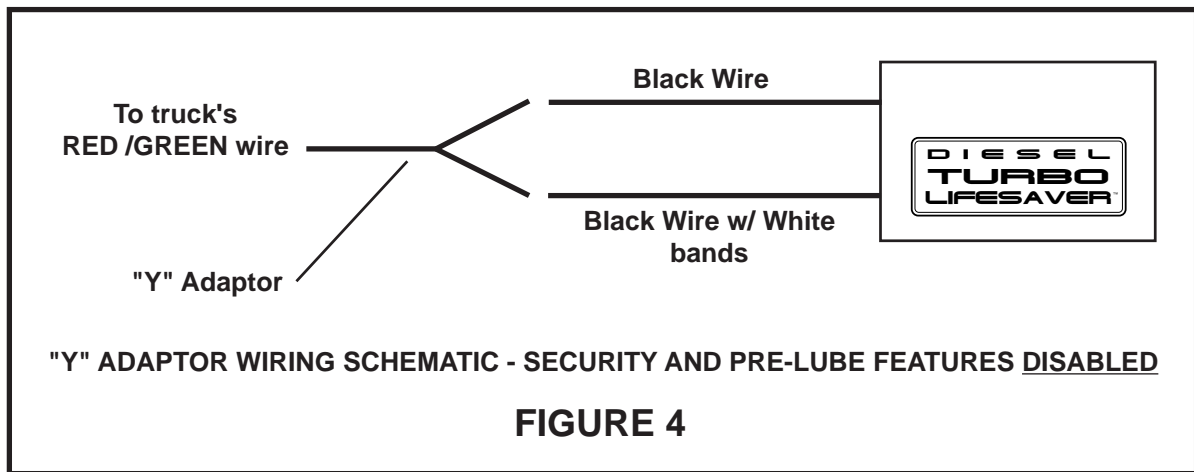 Black Wire
To truck's
RED /GREEN wire
DIESEL
TURBO
LIFESAVER™
Black Wire w/ White
bands
"Y" Adaptor
"Y" ADAPTOR WIRING SCHEMATIC - SECURITY AND PRE-LUBE FEATURES DISABLED
FIGURE 4